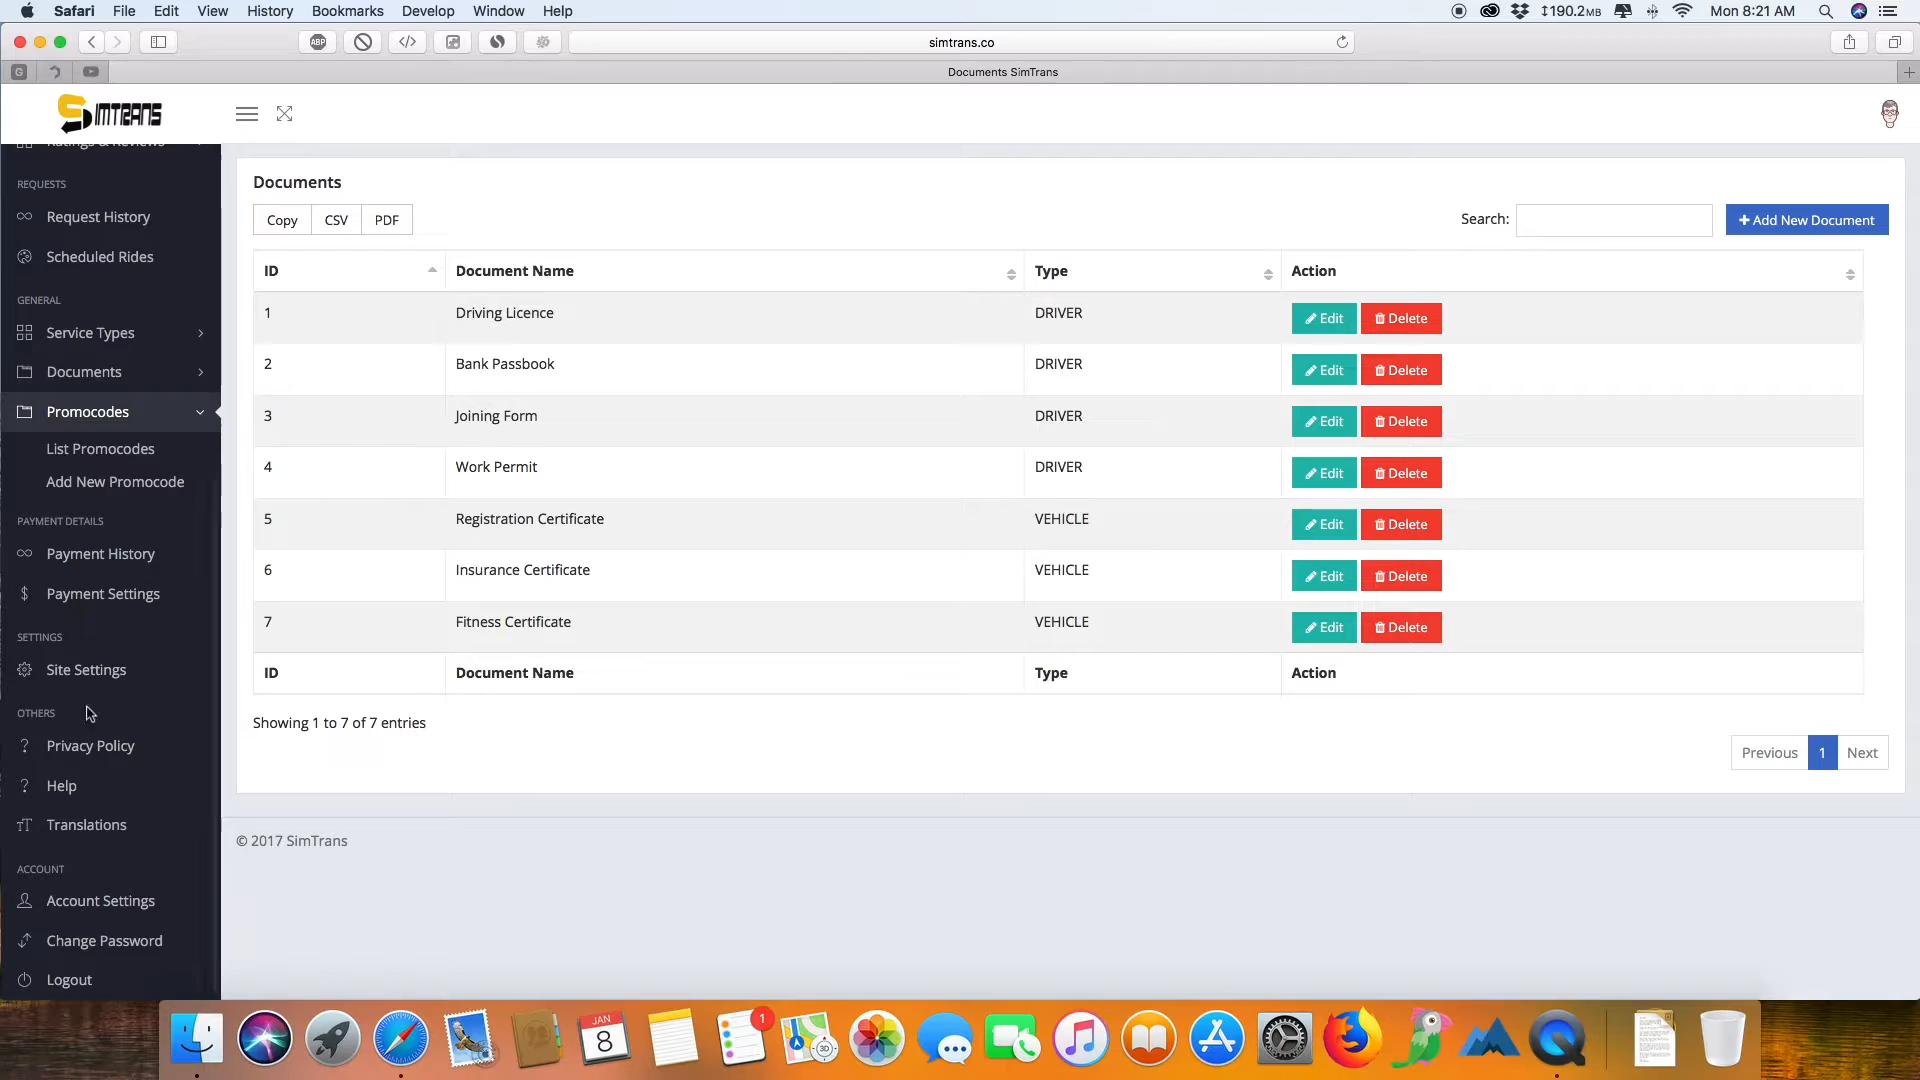 Safari File Edit View History Bookmarks Develop Window Help
190.2MB Mon 8:21 AM
ABP
simtrans.co
G
Documents SimTrans
SIMTRANS
Ratings & Reviews
REQUESTS
Request History
Scheduled Rides
GENERAL
Service Types
Documents
Promocodes
List Promocodes
Add New Promocode
PAYMENT DETAILS
Payment History
$ Payment Settings
SETTINGS
Site Settings
OTHERS
? Privacy Policy
? Help
Translations
ACCOUNT
Account Settings
Change Password
Logout
Documents
Copy CSV PDF
Search:
+ Add New Document
ID Document Name Type Action
1 Driving Licence DRIVER Edit Delete
2 Bank Passbook DRIVER Edit Delete
3 Joining Form DRIVER Edit Delete
4 Work Permit DRIVER Edit Delete
5 Registration Certificate VEHICLE Edit Delete
6 Insurance Certificate VEHICLE Edit Delete
7 Fitness Certificate VEHICLE Edit Delete
ID Document Name Type Action
Showing 1 to 7 of 7 entries
Previous 1 Next
© 2017 SimTrans
JAN
8
1
3D